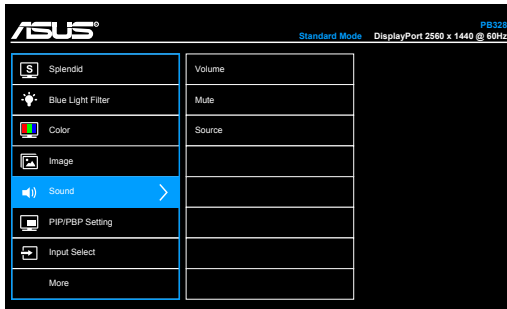 ASUS
PB328
Standard Mode DisplayPort 2560 x 1440 @ 60Hz
S Splendid
Blue Light Filter
Color
Image
Sound
PIP/PBP Setting
Input Select
More
Volume
Mute
Source